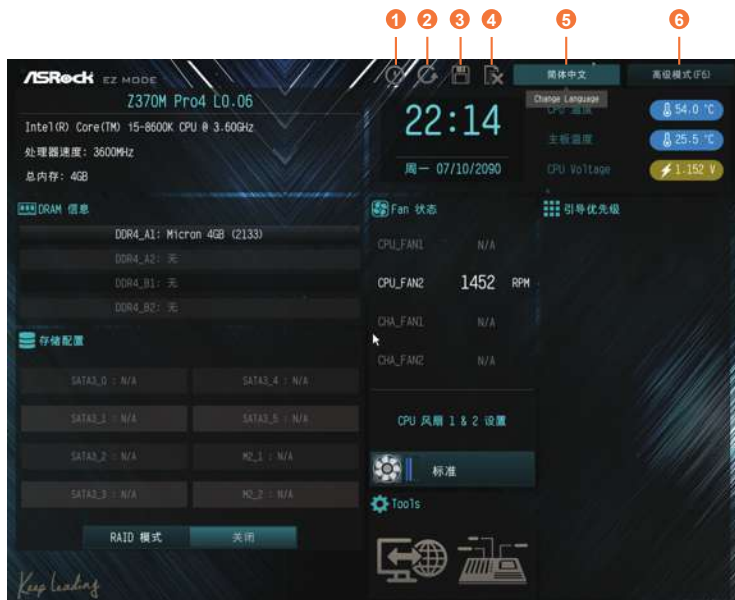 1 2 3 4 5 6
ASRock EZ MODE
简体中文
高级模式(F6)
Change Language
Z370M Pro4 L0.06
Intel(R) Core(TM) i5-8600K CPU @ 3.60GHz
处理器速度: 3600MHz
总内存: 4GB
22:14
周一 07/10/2090
CPU 温度 54.0 °C
主板温度 25.5 °C
CPU Voltage 1.152 V
DRAM 信息
DDR4_A1: Micron 4GB (2133)
DDR4_A2: 无
DDR4_B1: 无
DDR4_B2: 无
存储配置
SATA3_0 : N/A
SATA3_4 : N/A
SATA3_1 : N/A
SATA3_5 : N/A
SATA3_2 : N/A
M2_1 : N/A
SATA3_3 : N/A
M2_2 : N/A
RAID 模式 关闭
Keep Leading
Fan 状态
CPU_FAN1 N/A
CPU_FAN2 1452 RPM
CHA_FAN1 N/A
CHA_FAN2 N/A
CPU 风扇 1 & 2 设置
标准
Tools
引导优先级